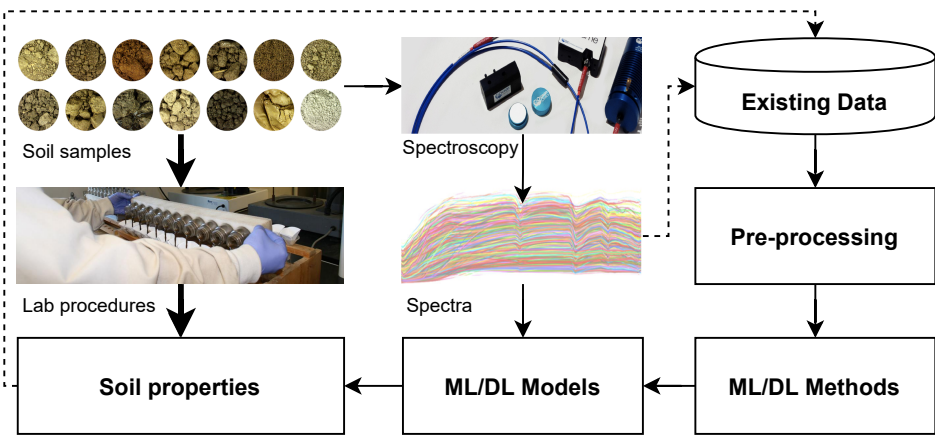 Existing Data
Soil samples
Spectroscopy
Pre-processing
Lab procedures
Spectra
Soil properties
ML/DL Models
ML/DL Methods